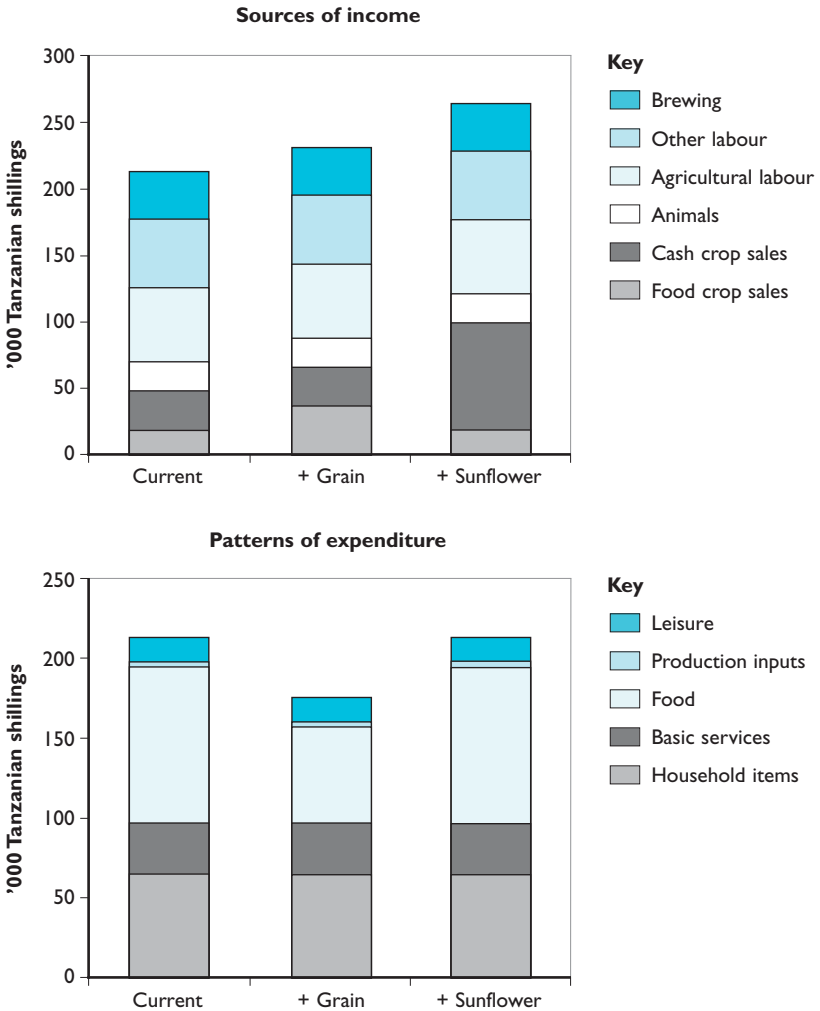 Sources of income
'000 Tanzanian shillings
300
250
200
150
100
50
0
Current
+ Grain
+ Sunflower
Key
Brewing
Other labour
Agricultural labour
Animals
Cash crop sales
Food crop sales
Patterns of expenditure
'000 Tanzanian shillings
250
200
150
100
50
0
Current
+ Grain
+ Sunflower
Key
Leisure
Production inputs
Food
Basic services
Household items